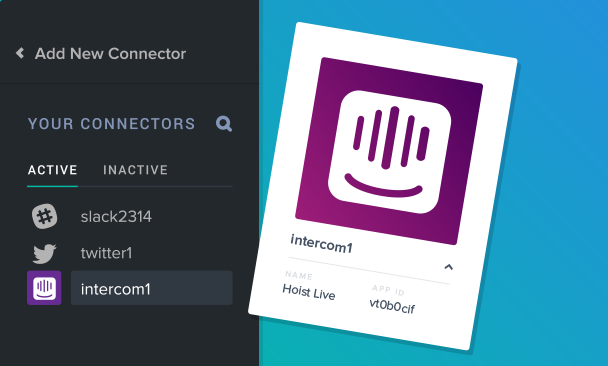 Add New Connector
YOUR CONNECTORS
ACTIVE INACTIVE
slack2314
twitter1
intercom1
intercom1
NAME APP ID
Hoist Live vt0b0cif